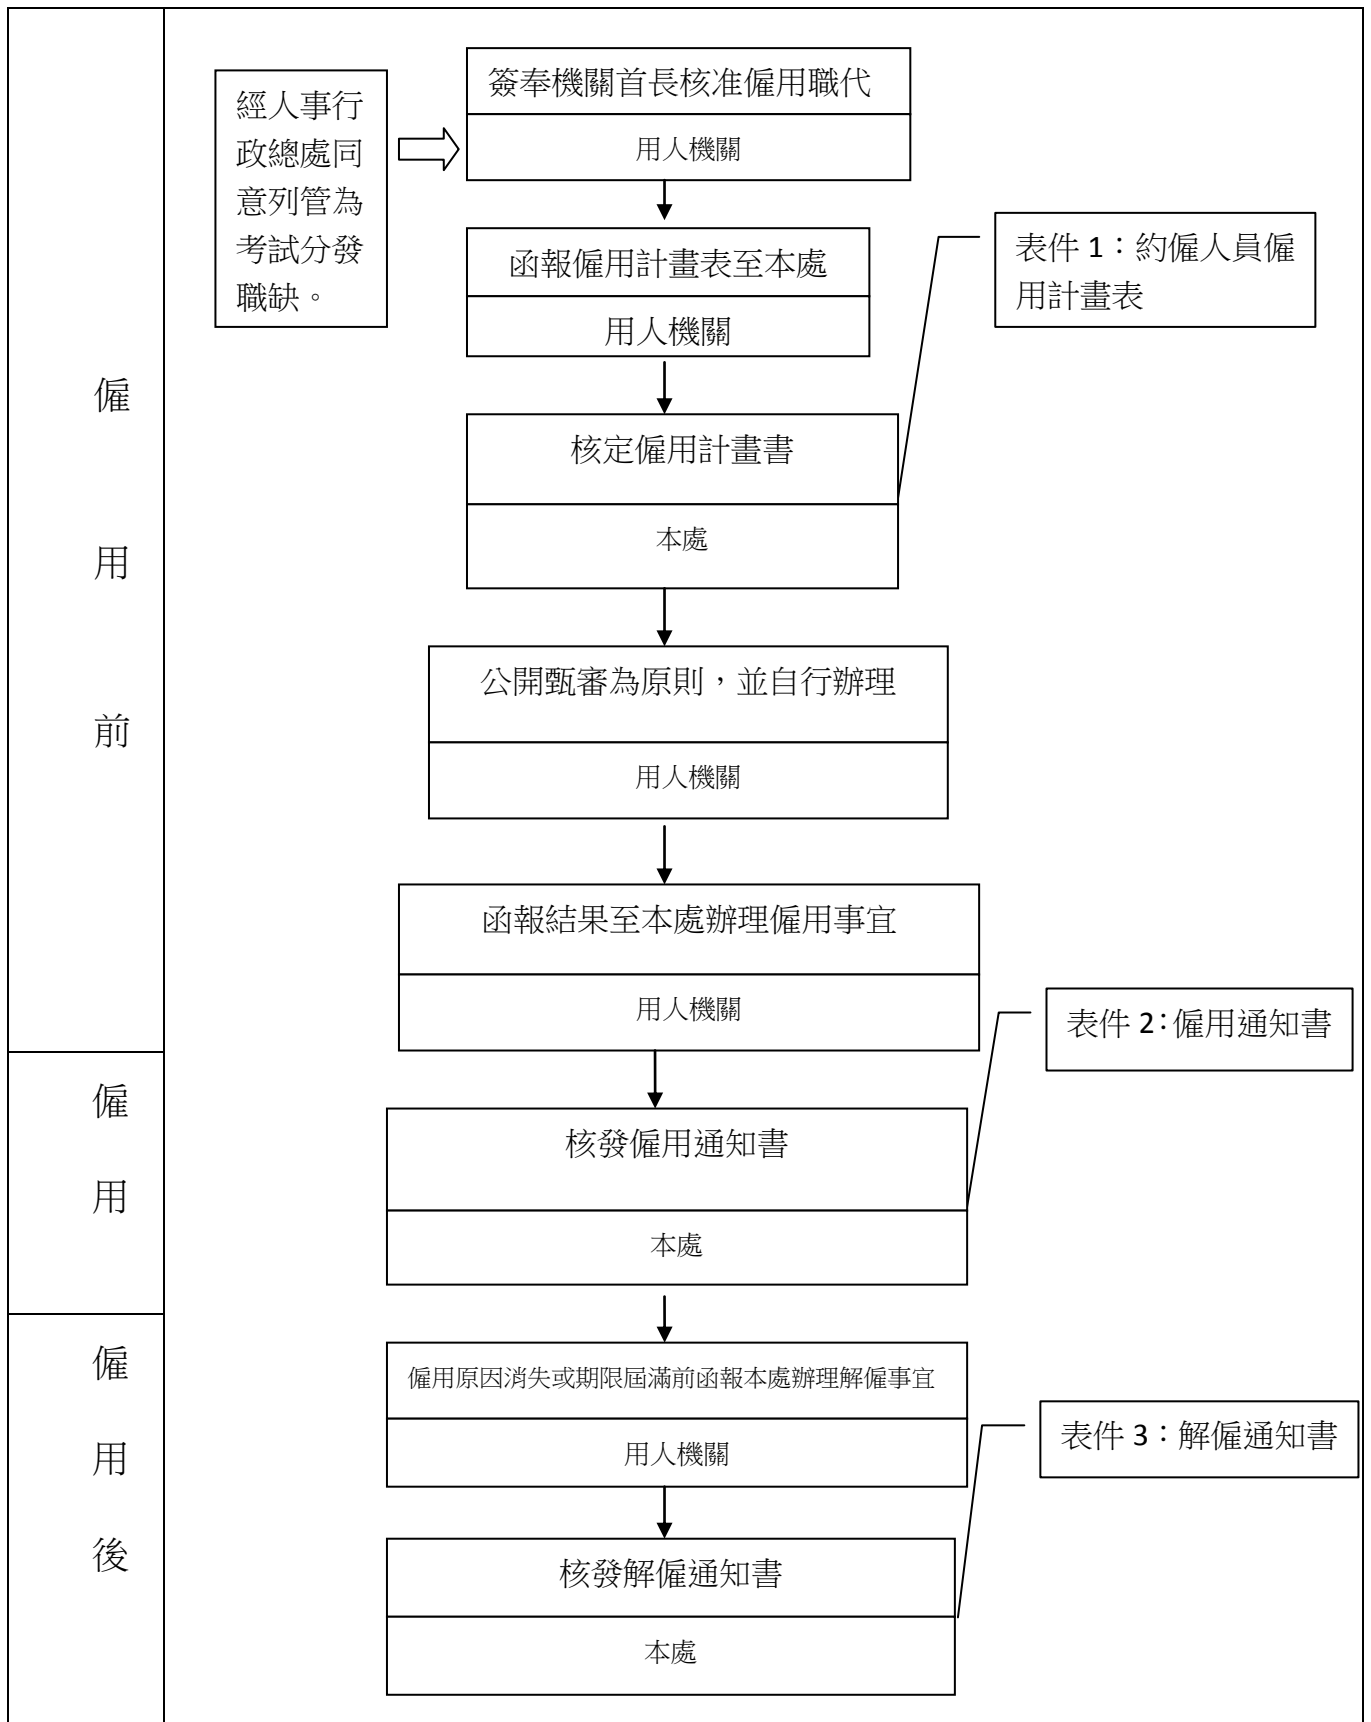 僱
用
前
經人事行
政總處同
意列管為
考試分發
職缺。
簽奉機關首長核准僱用職代
用人機關
函報僱用計畫表至本處
用人機關
表件 1：約僱人員僱
用計畫表
核定僱用計畫書
本處
公開甄審為原則，並自行辦理
用人機關
函報結果至本處辦理僱用事宜
用人機關
僱
用
核發僱用通知書
本處
表件 2：僱用通知書
僱
用
後
僱用原因消失或期限屆滿前函報本處辦理解僱事宜
用人機關
表件 3：解僱通知書
核發解僱通知書
本處